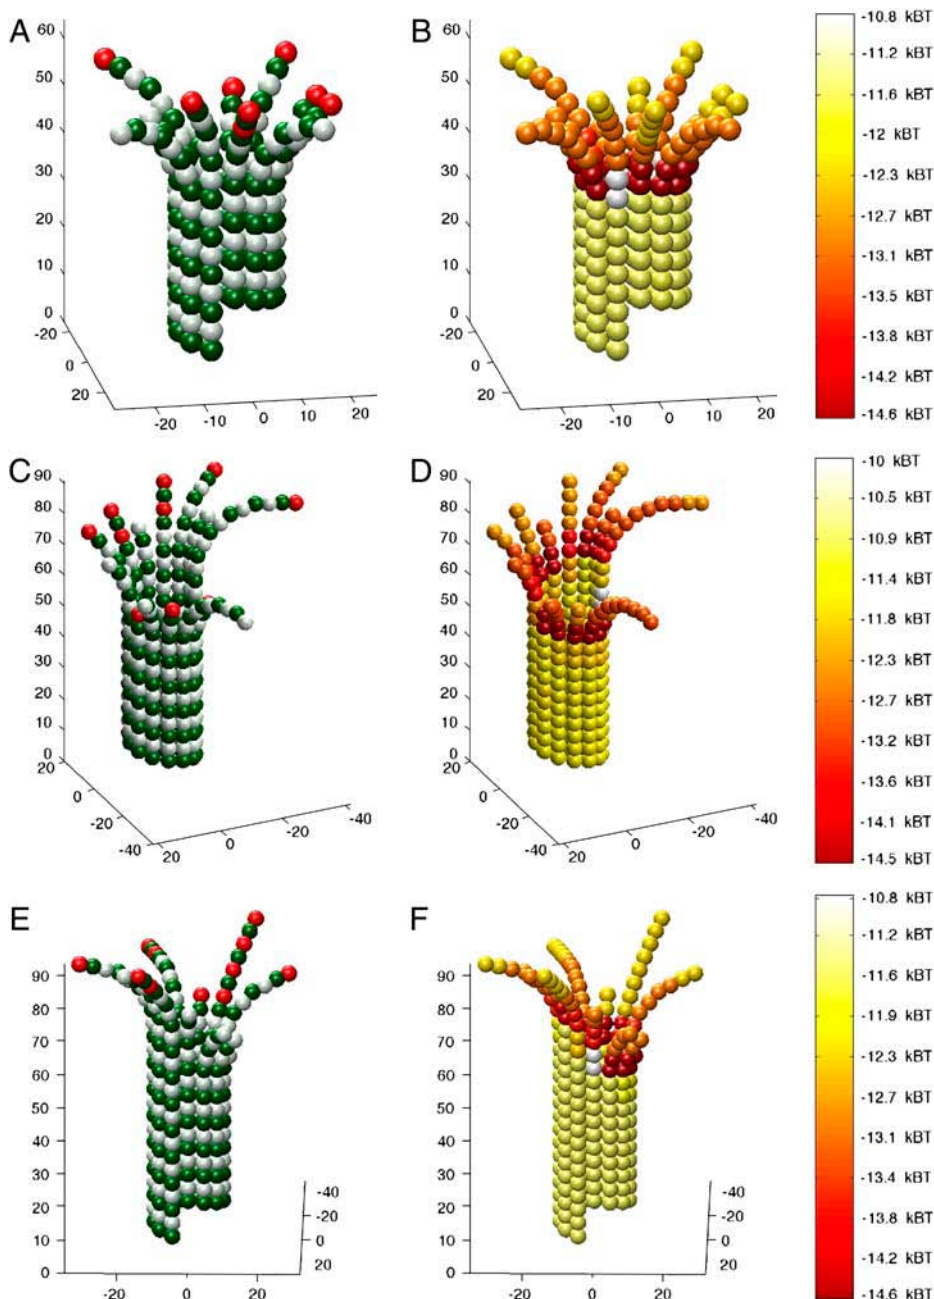 A
60
50
40
30
20
10
0
-20
0
20
-20
-10
0
10
20
B
60
50
40
30
20
10
0
-20
0
20
-20
-10
0
10
20
-10.8 kBT
-11.2 kBT
-11.6 kBT
-12 kBT
-12.3 kBT
-12.7 kBT
-13.1 kBT
-13.5 kBT
-13.8 kBT
-14.2 kBT
-14.6 kBT
C
90
80
70
60
50
40
30
20
10
0
20
0
-20
-40
20
0
-20
-40
D
90
80
70
60
50
40
30
20
10
0
20
0
-20
-40
20
0
-20
-40
-10 kBT
-10.5 kBT
-10.9 kBT
-11.4 kBT
-11.8 kBT
-12.3 kBT
-12.7 kBT
-13.2 kBT
-13.6 kBT
-14.1 kBT
-14.5 kBT
E
90
80
70
60
50
40
30
20
10
0
-20
0
20
-40
-20
0
20
F
90
80
70
60
50
40
30
20
10
0
-20
0
20
-40
-20
0
20
-10.8 kBT
-11.2 kBT
-11.6 kBT
-11.9 kBT
-12.3 kBT
-12.7 kBT
-13.1 kBT
-13.4 kBT
-13.8 kBT
-14.2 kBT
-14.6 kBT